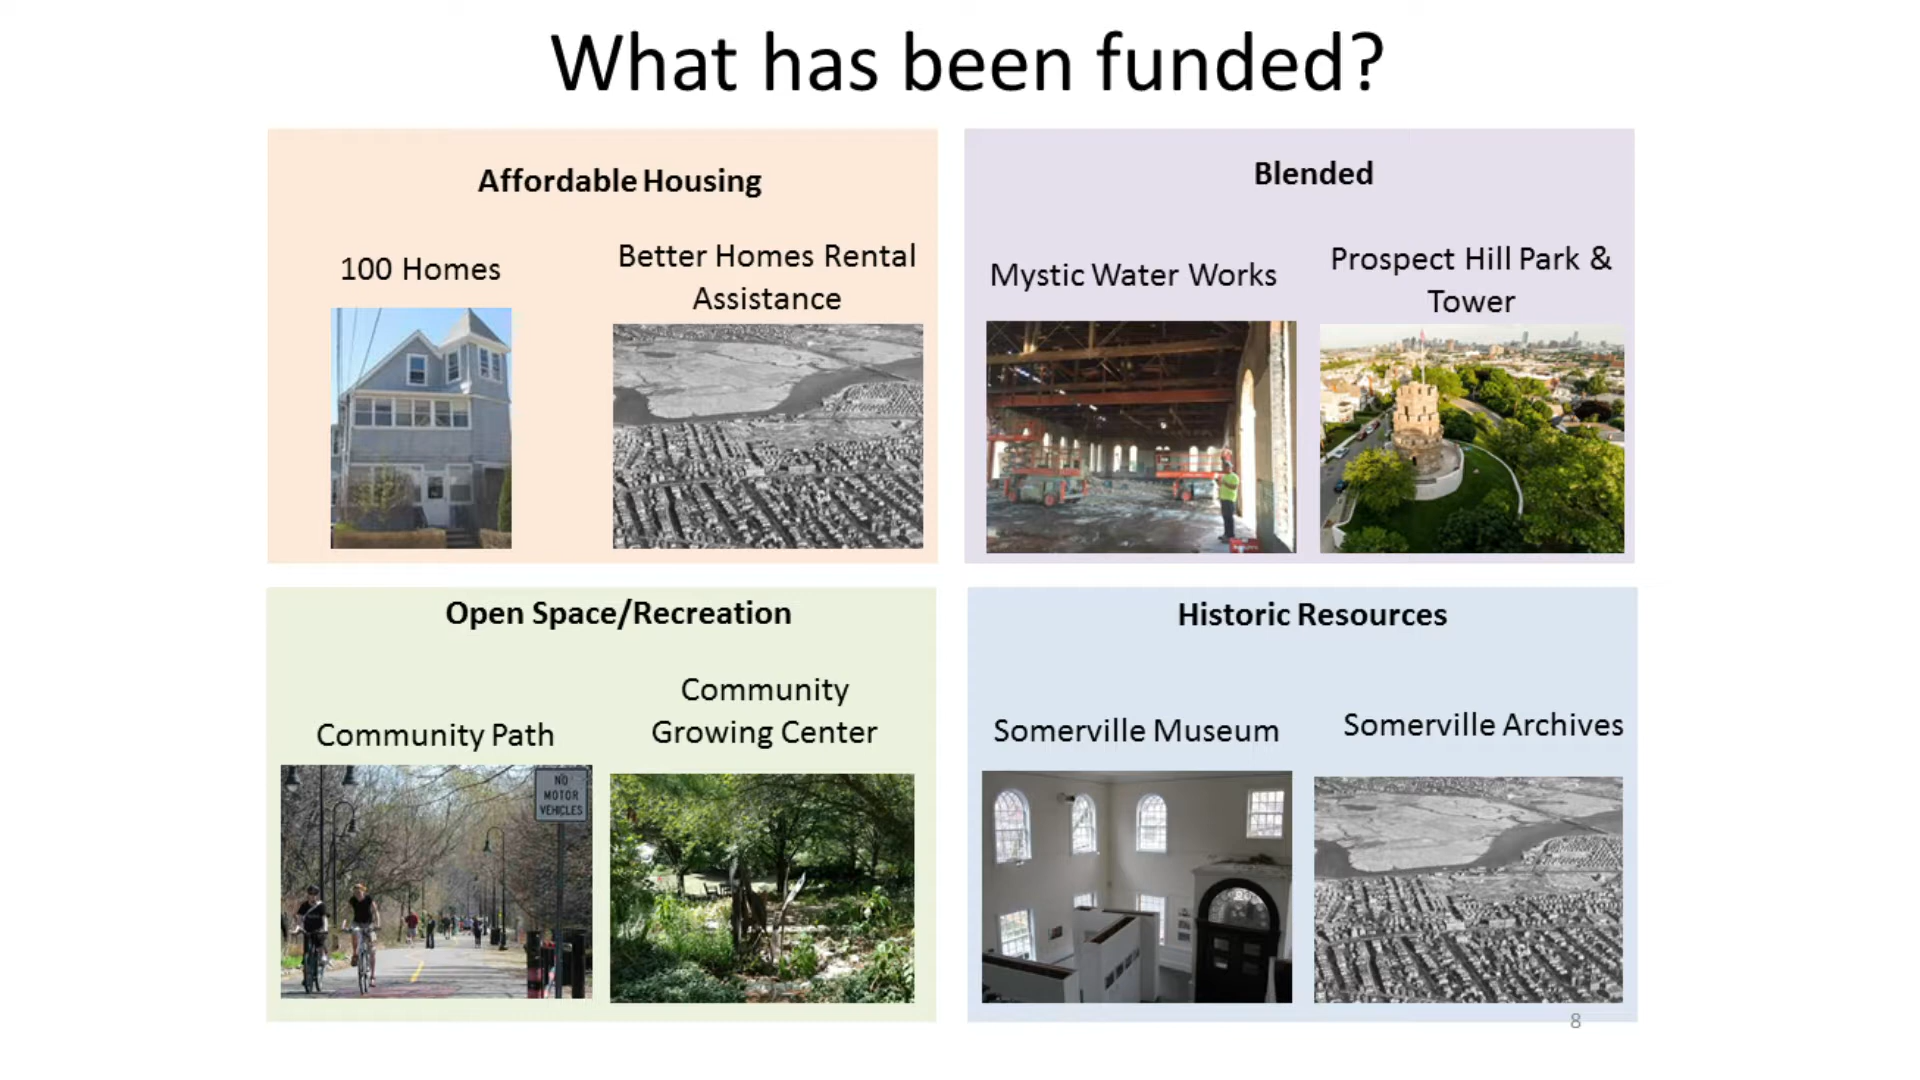 What has been funded?
Affordable Housing
100 Homes
Better Homes Rental
Assistance
Blended
Mystic Water Works
Prospect Hill Park &
Tower
Open Space/Recreation
Community Path
Community
Growing Center
NO
MOTOR
VEHICLES
Historic Resources
Somerville Museum
Somerville Archives
8